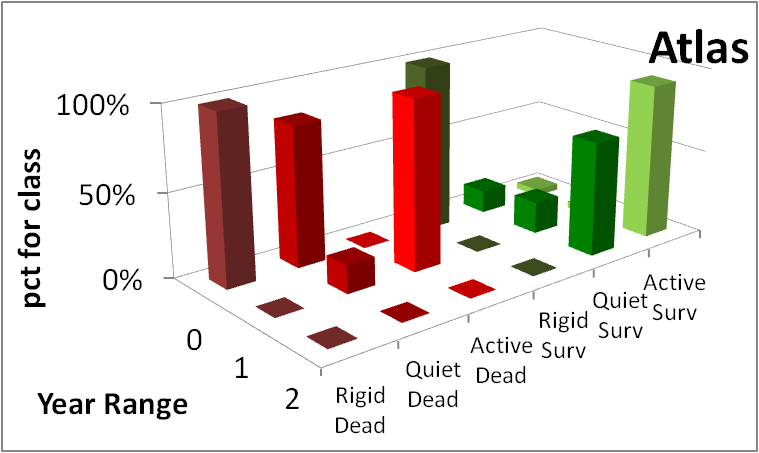 Atlas
100%
50%
0%
pct for class
0
1
2
Year Range
Rigid
Dead
Quiet
Dead
Active
Dead
Rigid
Surv
Quiet
Surv
Active
Surv